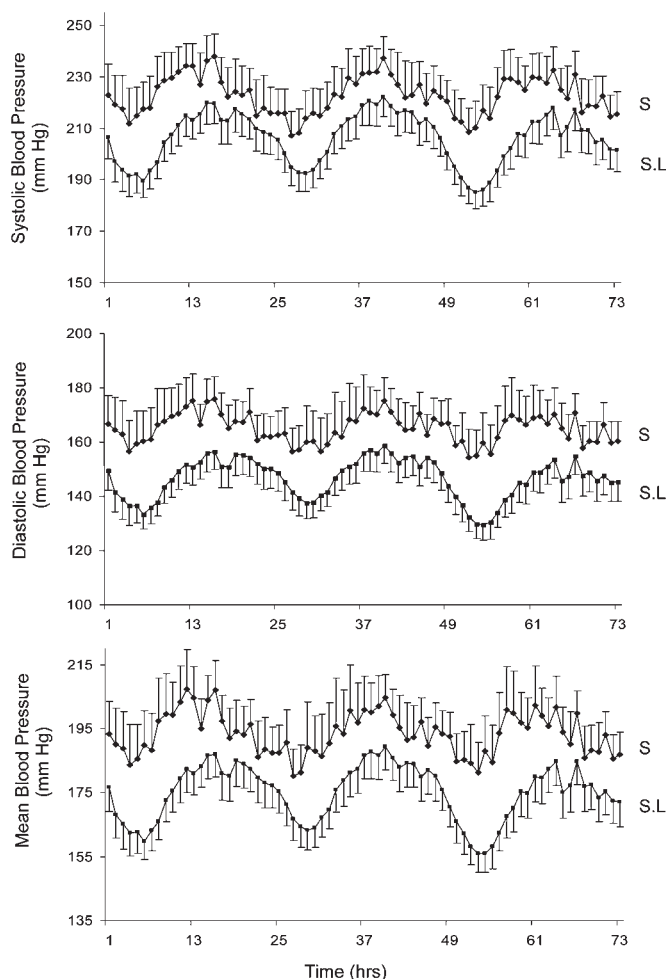 Systolic Blood Pressure
(mm Hg)
250
230
210
190
170
150
1 13 25 37 49 61 73
S
S.L
Diastolic Blood Pressure
(mm Hg)
200
180
160
140
120
100
1 13 25 37 49 61 73
S
S.L
Mean Blood Pressure
(mm Hg)
215
195
175
155
135
1 13 25 37 49 61 73
S
S.L
Time (hrs)